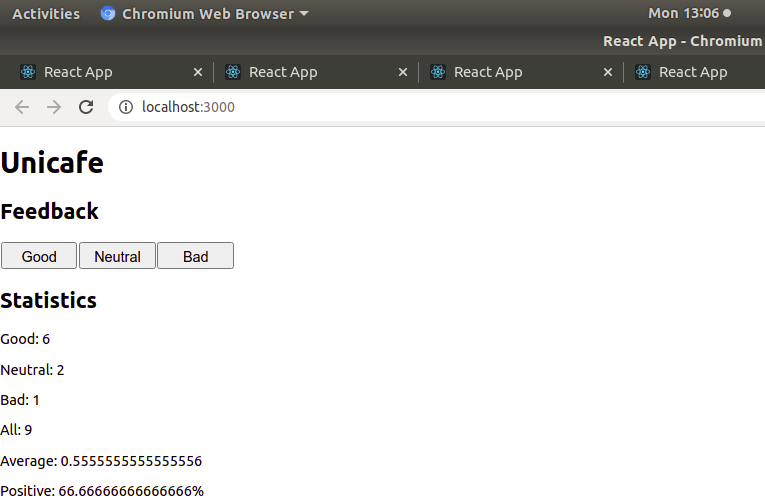 Activities Chromium Web Browser Mon 13:06
React App - Chromium
React App React App React App React App
localhost:3000
Unicafe
Feedback
Good Neutral Bad
Statistics
Good: 6
Neutral: 2
Bad: 1
All: 9
Average: 0.5555555555555556
Positive: 66.66666666666666%